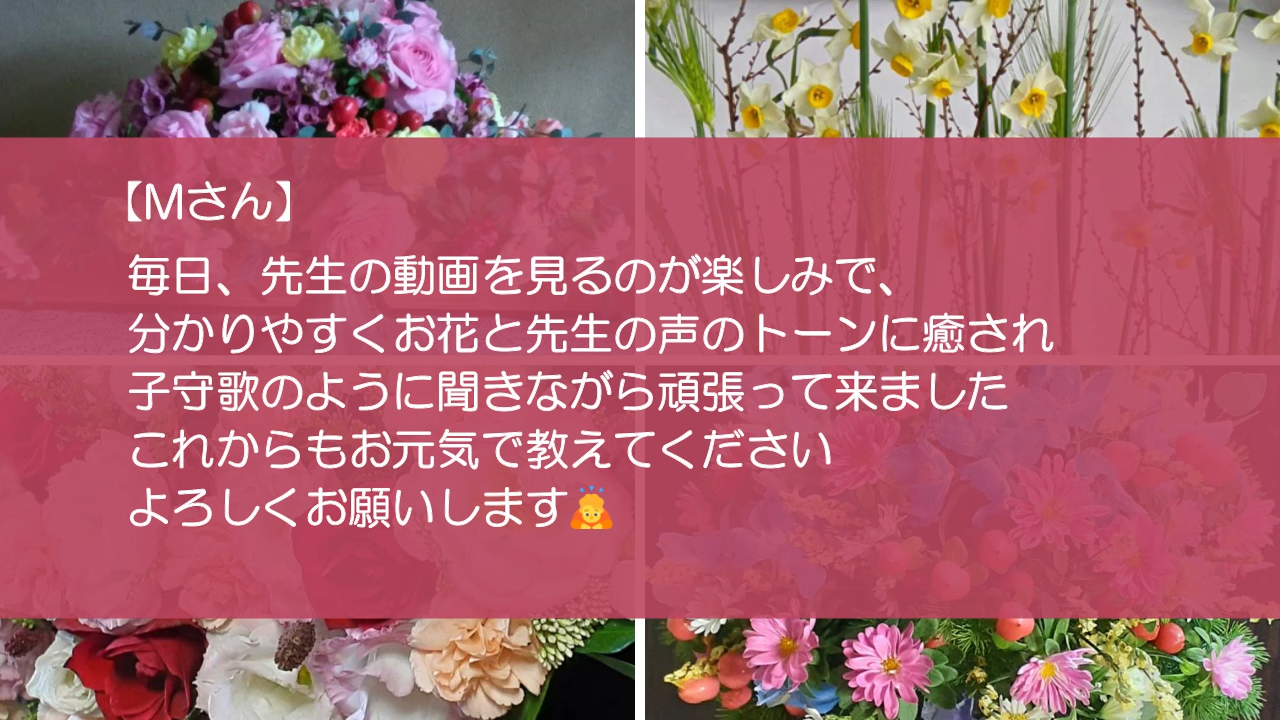 【Mさん】
毎日、先生の動画を見るのが楽しみで、
分かりやすくお花と先生の声のトーンに癒され
子守歌のように聞きながら頑張って来ました
これからもお元気で教えてください
よろしくお願いします🙇